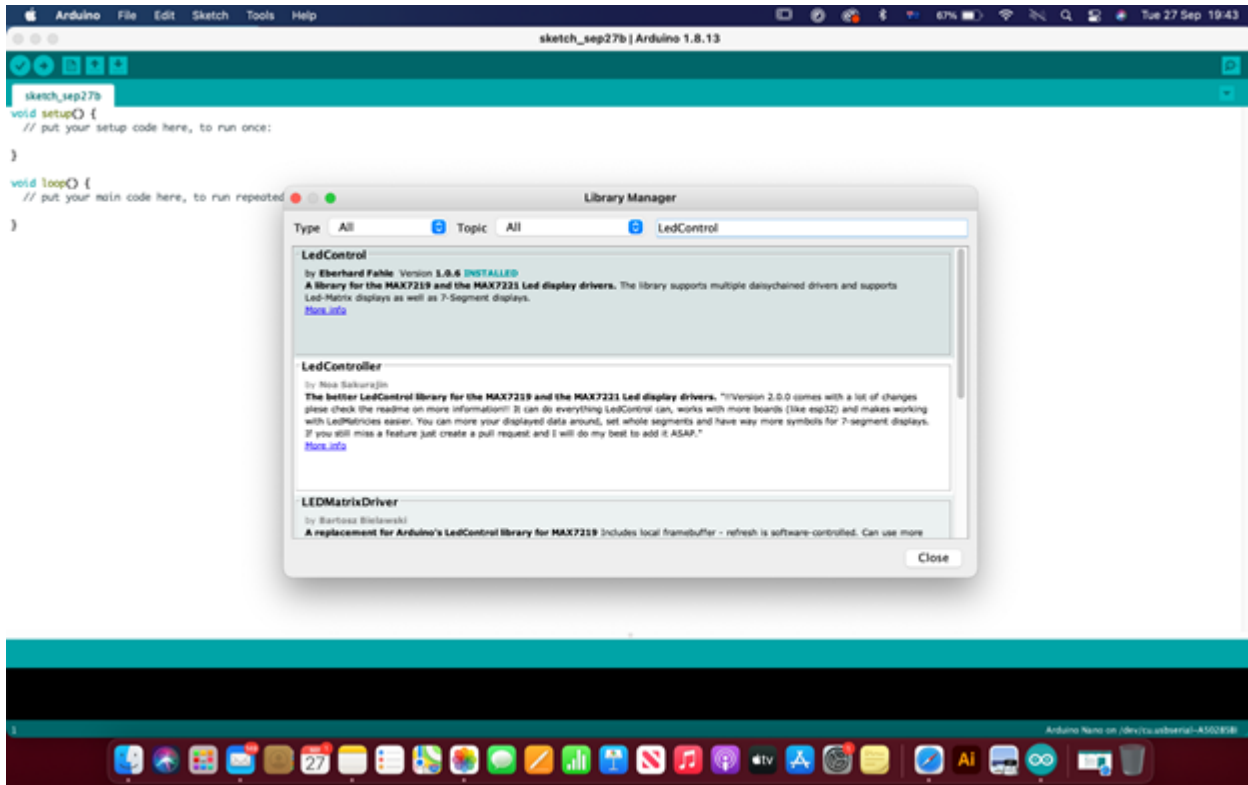 Arduino File Edit Sketch Tools Help 67% Tue 27 Sep 19:43
sketch_sep27b | Arduino 1.8.13
sketch_sep27b
void setup() {
// put your setup code here, to run once:
}
void loop() {
// put your main code here, to run repeated
}
Library Manager
Type All Topic All LedControl
LedControl
by Eberhard Fahle Version 1.0.6 INSTALLED
A library for the MAX7219 and the MAX7221 Led display drivers. The library supports multiple daisychained drivers and supports
Led-Matrix displays as well as 7-Segment displays.
More info
LedController
by Noa Sakurajin
The better LedControl library for the MAX7219 and the MAX7221 Led display drivers. "!!Version 2.0.0 comes with a lot of changes
plese check the readme on more information!! It can do everything LedControl can, works with more boards (like esp32) and makes working
with LedMatricies easier. You can more your displayed data around, set whole segments and have way more symbols for 7-segment displays.
If you still miss a feature just create a pull request and I will do my best to add it ASAP."
More info
LEDMatrixDriver
by Bartosz Bielawski
A replacement for Arduino's LedControl library for MAX7219 Includes local framebuffer - refresh is software-controlled. Can use more
Close
1
Arduino Nano on
27
tv
Ai